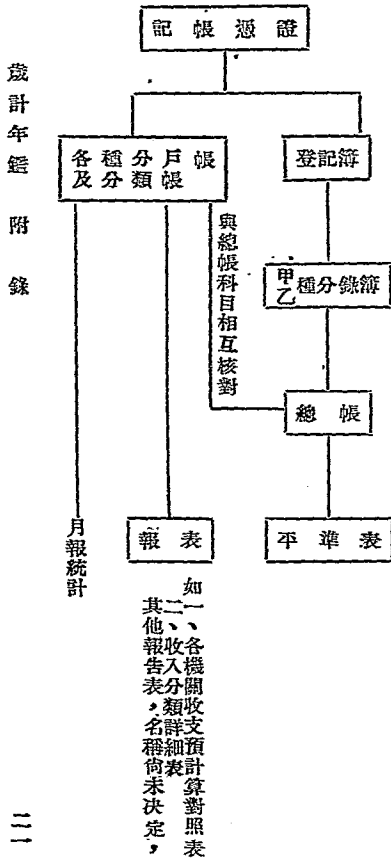 記帳憑證
登記簿
各種分戶帳
及分類帳
甲乙種分錄簿
與總帳科目相互核對
總帳
平準表
報表
月報統計
如一、各機關收支預計算對照表
二、收入分類詳細表
其他報告表，名稱尚未決定，
歲計年鑑 附錄
二一